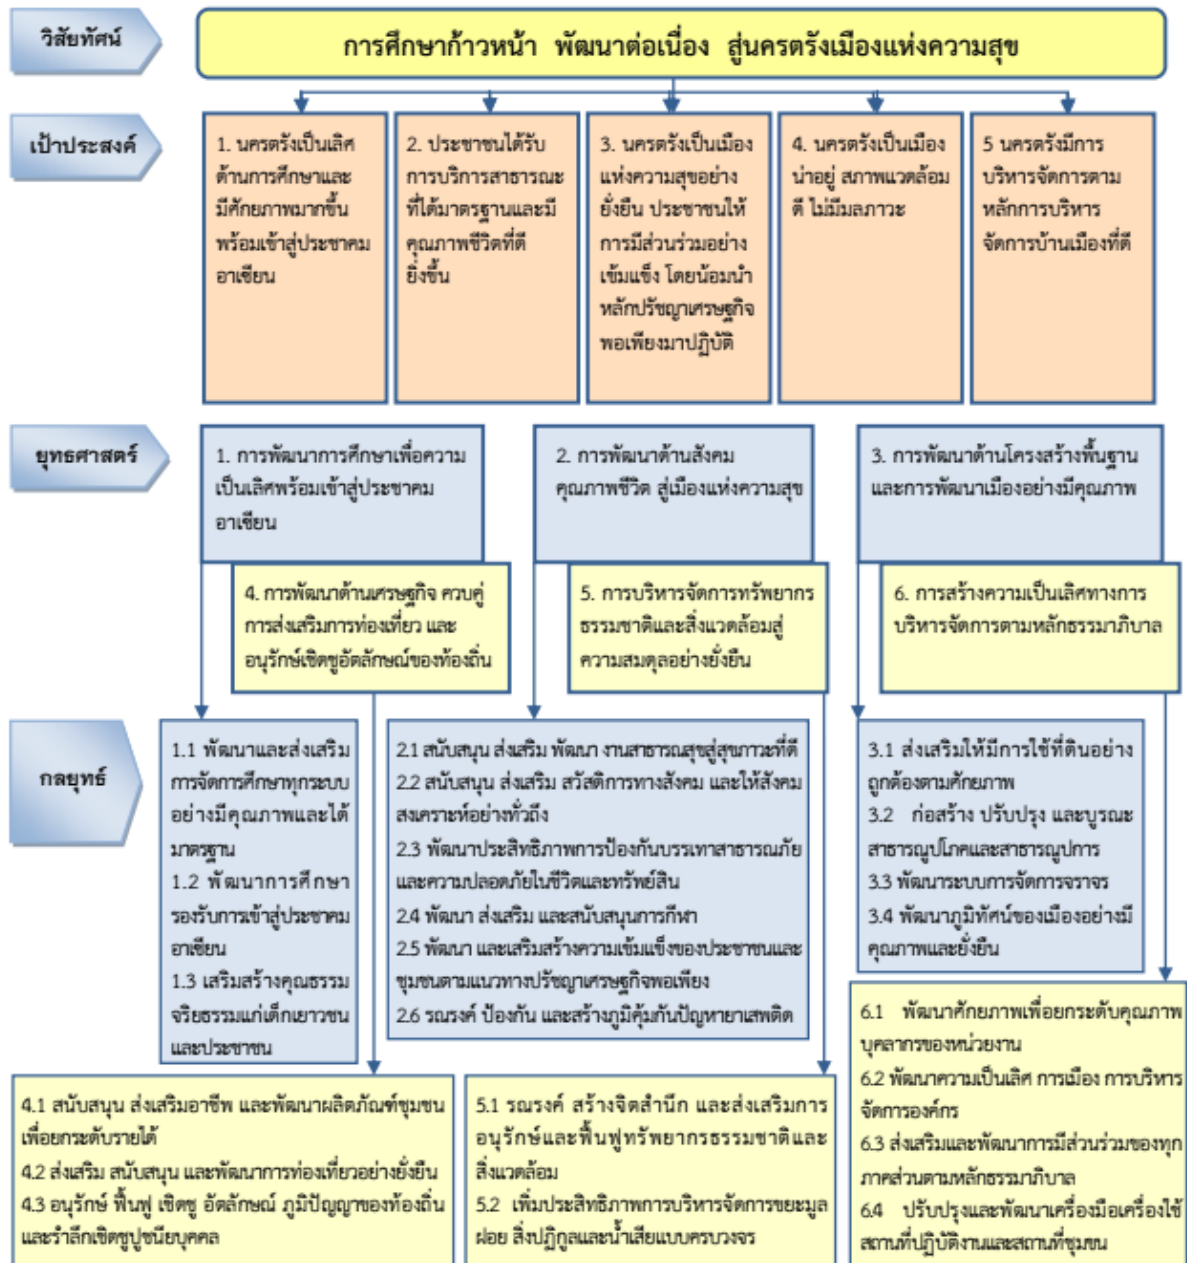 วิสัยทัศน์
การศึกษาก้าวหน้า พัฒนาต่อเนื่อง สู่นครตรังเมืองแห่งความสุข
เป้าประสงค์
1. นครตรังเป็นเลิศ
ด้านการศึกษาและ
มีศักยภาพมากขึ้น
พร้อมเข้าสู่ประชาคม
อาเซียน
2. ประชาชนได้รับ
การบริการสาธารณะ
ที่ได้มาตรฐานและมี
คุณภาพชีวิตที่ดี
ยิ่งขึ้น
3. นครตรังเป็นเมือง
แห่งความสุขอย่าง
ยั่งยืน ประชาชนให้
การมีส่วนร่วมอย่าง
เข้มแข็ง โดยน้อมนำ
หลักปรัชญาเศรษฐกิจ
พอเพียงมาปฏิบัติ
4. นครตรังเป็นเมือง
น่าอยู่ สภาพแวดล้อม
ดี ไม่มีมลภาวะ
5 นครตรังมีการ
บริหารจัดการตาม
หลักการบริหาร
จัดการบ้านเมืองที่ดี
ยุทธศาสตร์
1. การพัฒนาการศึกษาเพื่อความ
เป็นเลิศพร้อมเข้าสู่ประชาคม
อาเซียน
2. การพัฒนาด้านสังคม
คุณภาพชีวิต สู่เมืองแห่งความสุข
3. การพัฒนาด้านโครงสร้างพื้นฐาน
และการพัฒนาเมืองอย่างมีคุณภาพ
4. การพัฒนาด้านเศรษฐกิจ ควบคู่
การส่งเสริมการท่องเที่ยว และ
อนุรักษ์เชิดชูอัตลักษณ์ของท้องถิ่น
5. การบริหารจัดการทรัพยากร
ธรรมชาติและสิ่งแวดล้อมสู่
ความสมดุลอย่างยั่งยืน
6. การสร้างความเป็นเลิศทางการ
บริหารจัดการตามหลักธรรมาภิบาล
กลยุทธ์
1.1 พัฒนาและส่งเสริม
การจัดการศึกษาทุกระบบ
อย่างมีคุณภาพและได้
มาตรฐาน
1.2 พัฒนาการศึกษา
รองรับการเข้าสู่ประชาคม
อาเซียน
1.3 เสริมสร้างคุณธรรม
จริยธรรมแก่เด็กเยาวชน
และประชาชน
2.1 สนับสนุน ส่งเสริม พัฒนา งานสาธารณสุขสู่สุขภาวะที่ดี
2.2 สนับสนุน ส่งเสริม สวัสดิการทางสังคม และให้สังคม
สงเคราะห์อย่างทั่วถึง
2.3 พัฒนาประสิทธิภาพการป้องกันบรรเทาสาธารณภัย
และความปลอดภัยในชีวิตและทรัพย์สิน
2.4 พัฒนา ส่งเสริม และสนับสนุนการกีฬา
2.5 พัฒนา และเสริมสร้างความเข้มแข็งของประชาชนและ
ชุมชนตามแนวทางปรัชญาเศรษฐกิจพอเพียง
2.6 รณรงค์ ป้องกัน และสร้างภูมิคุ้มกันปัญหายาเสพติด
3.1 ส่งเสริมให้มีการใช้ที่ดินอย่าง
ถูกต้องตามศักยภาพ
3.2 ก่อสร้าง ปรับปรุง และบูรณะ
สาธารณูปโภคและสาธารณูปการ
3.3 พัฒนาระบบการจัดการจราจร
3.4 พัฒนาภูมิทัศน์ของเมืองอย่างมี
คุณภาพและยั่งยืน
4.1 สนับสนุน ส่งเสริมอาชีพ และพัฒนาผลิตภัณฑ์ชุมชน
เพื่อยกระดับรายได้
4.2 ส่งเสริม สนับสนุน และพัฒนาการท่องเที่ยวอย่างยั่งยืน
4.3 อนุรักษ์ ฟื้นฟู เชิดชู อัตลักษณ์ ภูมิปัญญาของท้องถิ่น
และรำลึกเชิดชูปูชนียบุคคล
5.1 รณรงค์ สร้างจิตสำนึก และส่งเสริมการ
อนุรักษ์และฟื้นฟูทรัพยากรธรรมชาติและ
สิ่งแวดล้อม
5.2 เพิ่มประสิทธิภาพการบริหารจัดการขยะมูล
ฝอย สิ่งปฏิกูลและน้ำเสียแบบครบวงจร
6.1 พัฒนาศักยภาพเพื่อยกระดับคุณภาพ
บุคลากรของหน่วยงาน
6.2 พัฒนาความเป็นเลิศ การเมือง การบริหาร
จัดการองค์กร
6.3 ส่งเสริมและพัฒนาการมีส่วนร่วมของทุก
ภาคส่วนตามหลักธรรมาภิบาล
6.4 ปรับปรุงและพัฒนาเครื่องมือเครื่องใช้
สถานที่ปฏิบัติงานและสถานที่ชุมชน